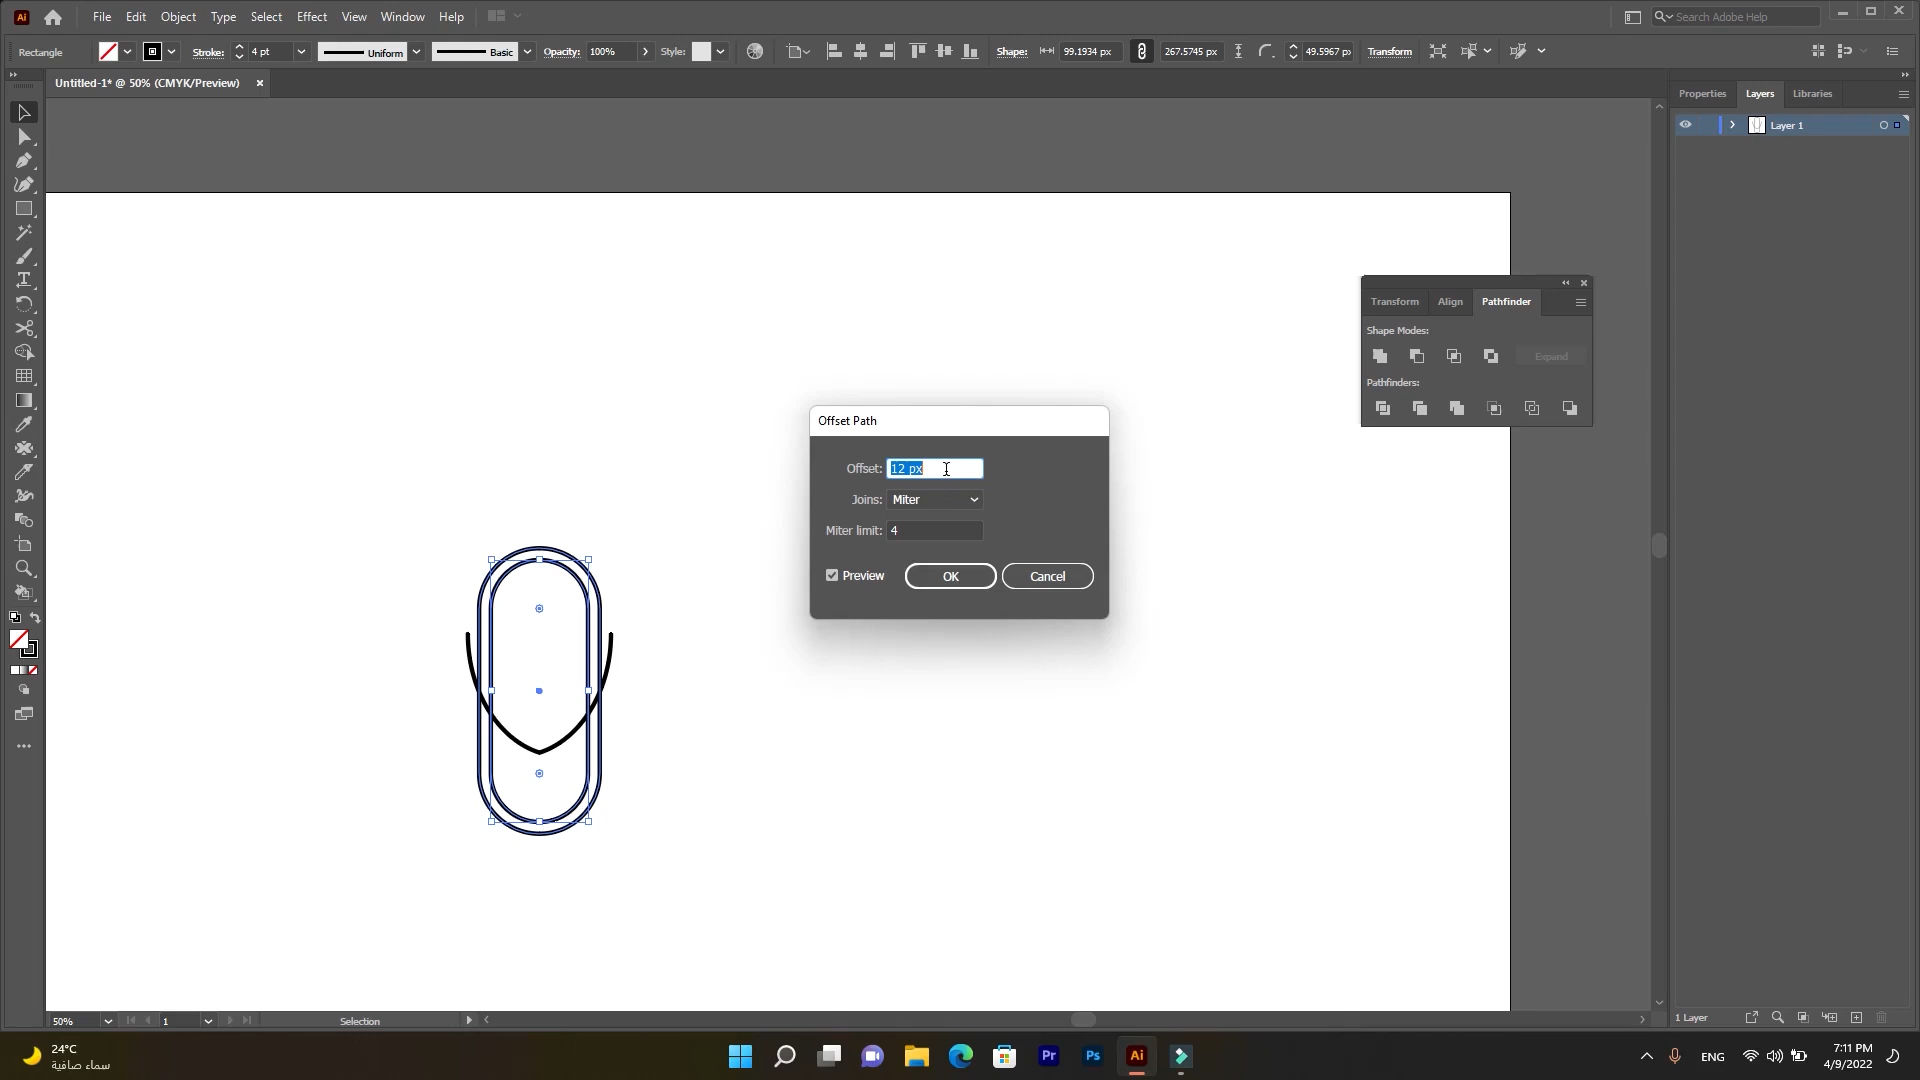 Ai File Edit Object Type Select Effect View Window Help Search Adobe Help
Rectangle Stroke: 4 pt Uniform Basic Opacity: 100% Style: Shape: 99.1934 px 267.5745 px 49.5967 p Transform
Untitled-1* @ 50% (CMYK/Preview)
Properties Layers Libraries
Layer 1
Transform Align Pathfinder
Shape Modes:
Expand
Pathfinders:
Offset Path
Offset: 12 px
Joins: Miter
Miter limit: 4
Preview OK Cancel
50% 1 Selection
1 Layer
24°C
سماء صافية
Pr Ps Ai
ENG
7:11 PM
4/9/2022